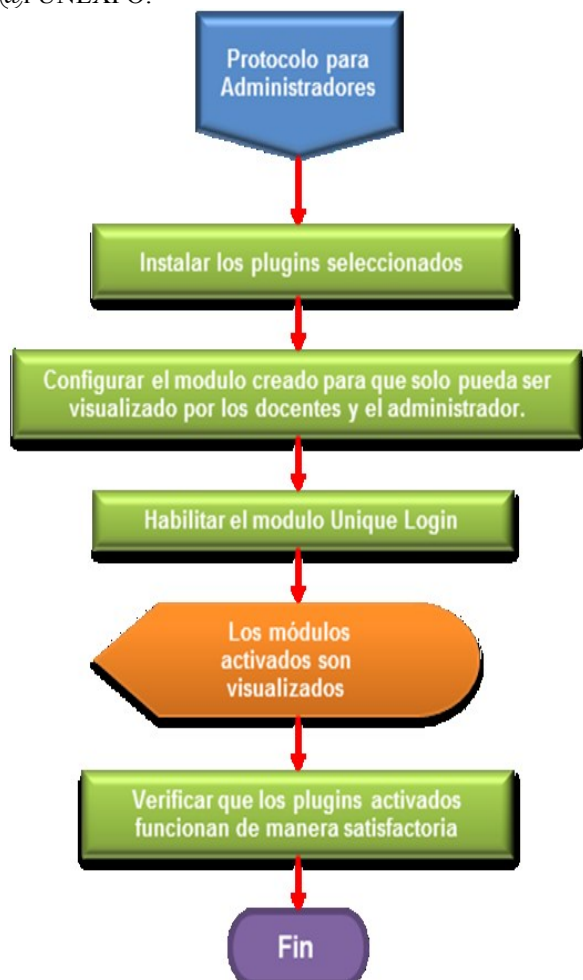 Protocolo para
Administradores
Instalar los plugins seleccionados
Configurar el modulo creado para que solo pueda ser
visualizado por los docentes y el administrador.
Habilitar el modulo Unique Login
Los módulos
activados son
visualizados
Verificar que los plugins activados
funcionan de manera satisfactoria
Fin